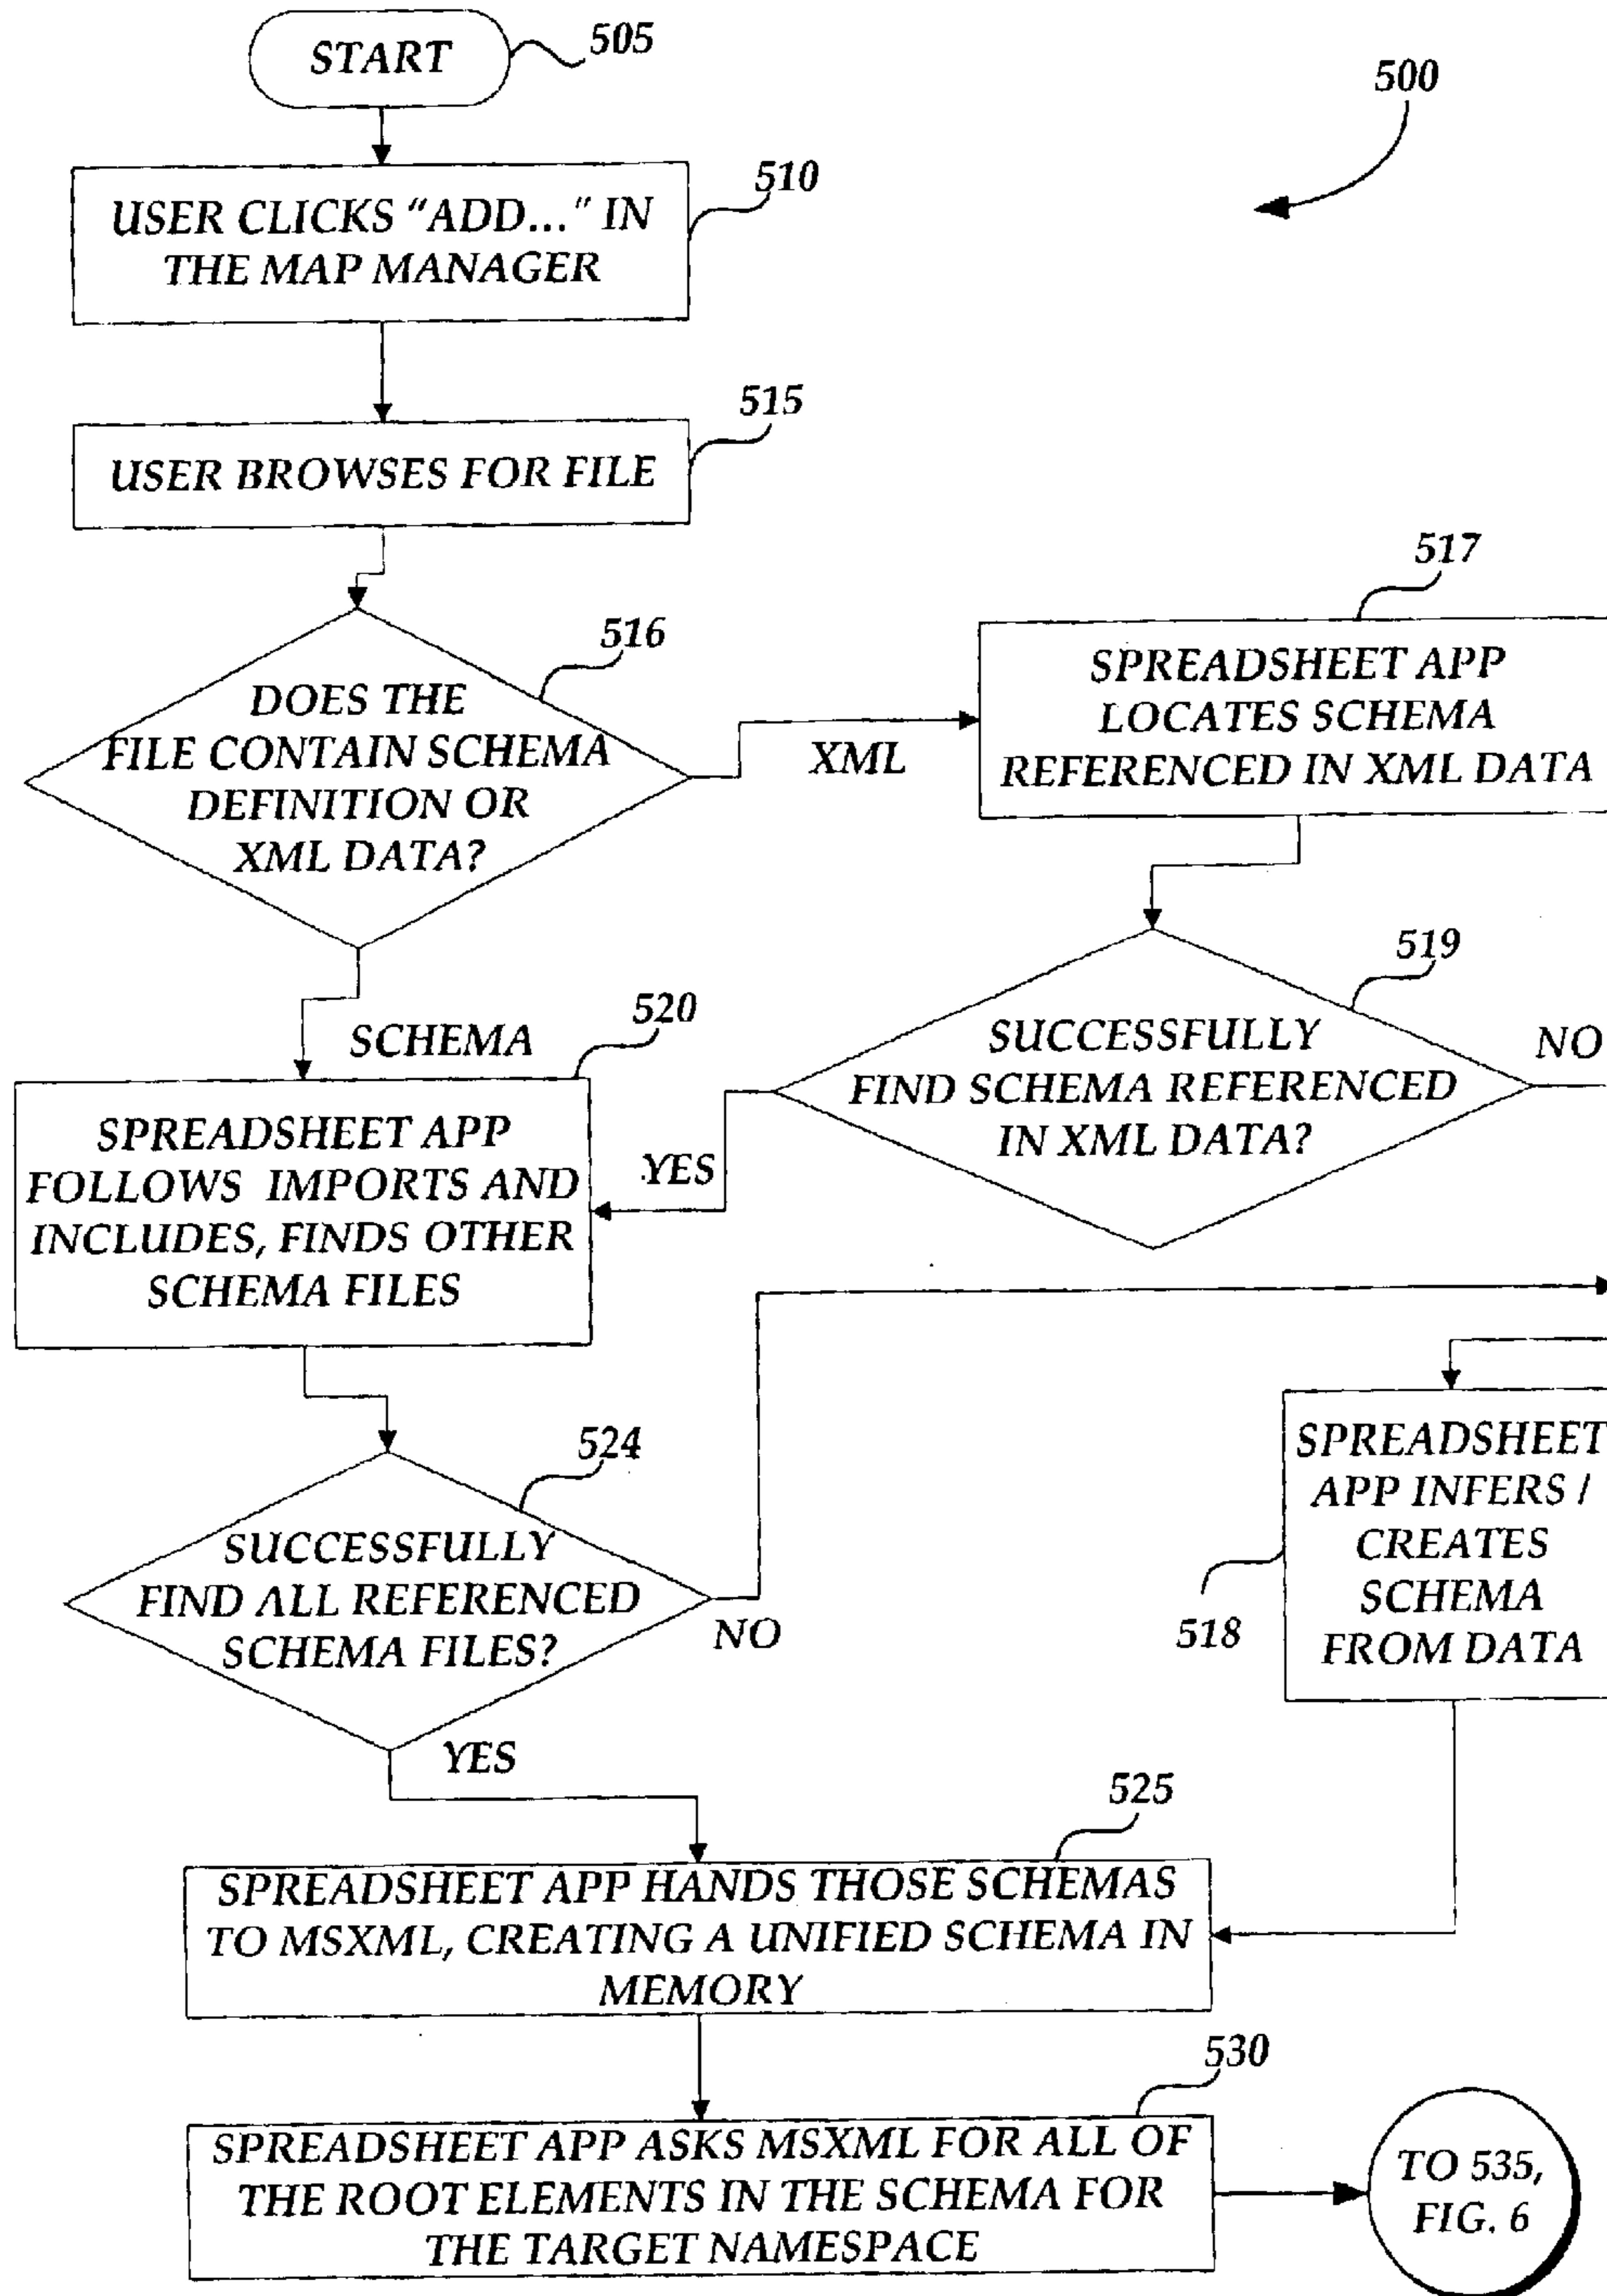 START
505
500
USER CLICKS "ADD..." IN
THE MAP MANAGER
510
USER BROWSES FOR FILE
515
DOES THE
FILE CONTAIN SCHEMA
DEFINITION OR
XML DATA?
516
XML
SPREADSHEET APP
LOCATES SCHEMA
REFERENCED IN XML DATA
517
SCHEMA
SUCCESSFULLY
FIND SCHEMA REFERENCED
IN XML DATA?
519
NO
YES
SPREADSHEET APP
FOLLOWS IMPORTS AND
INCLUDES, FINDS OTHER
SCHEMA FILES
520
SUCCESSFULLY
FIND ALL REFERENCED
SCHEMA FILES?
524
NO
YES
SPREADSHEET
APP INFERS /
CREATES
SCHEMA
FROM DATA
518
SPREADSHEET APP HANDS THOSE SCHEMAS
TO MSXML, CREATING A UNIFIED SCHEMA IN
MEMORY
525
SPREADSHEET APP ASKS MSXML FOR ALL OF
THE ROOT ELEMENTS IN THE SCHEMA FOR
THE TARGET NAMESPACE
530
TO 535,
FIG. 6